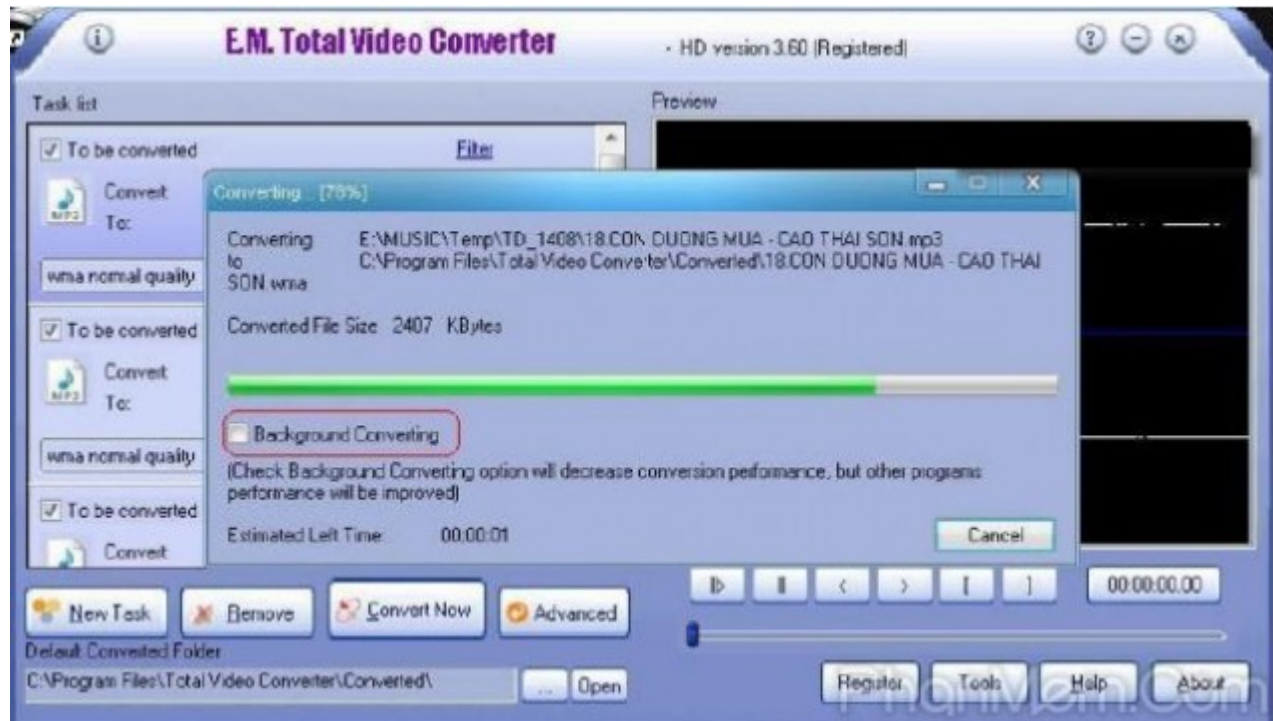 E.M. Total Video Converter
- HD version 3.60 (Registered)
Task list
Preview
To be converted
Filter
Convert
To:
wma normal quality
To be converted
Convert
To:
wma normal quality
To be converted
Convert
Converting... [78%]
Converting E:\MUSIC\Temp\TD_1408\18.CON DUONG MUA - CAO THAI SON.mp3
to C:\Program Files\Total Video Converter\Converted\18.CON DUONG MUA - CAO THAI
SON.wma
Converted File Size 2407 KBytes
Background Converting
(Check Background Converting option will decrease conversion performance, but other programs
performance will be improved)
Estimated Left Time: 00:00:01
Cancel
New Task
Remove
Convert Now
Advanced
00:00:00.00
Default Converted Folder
C:\Program Files\Total Video Converter\Converted\
... Open
Register
Tools
Help
About
PhanMem.Com